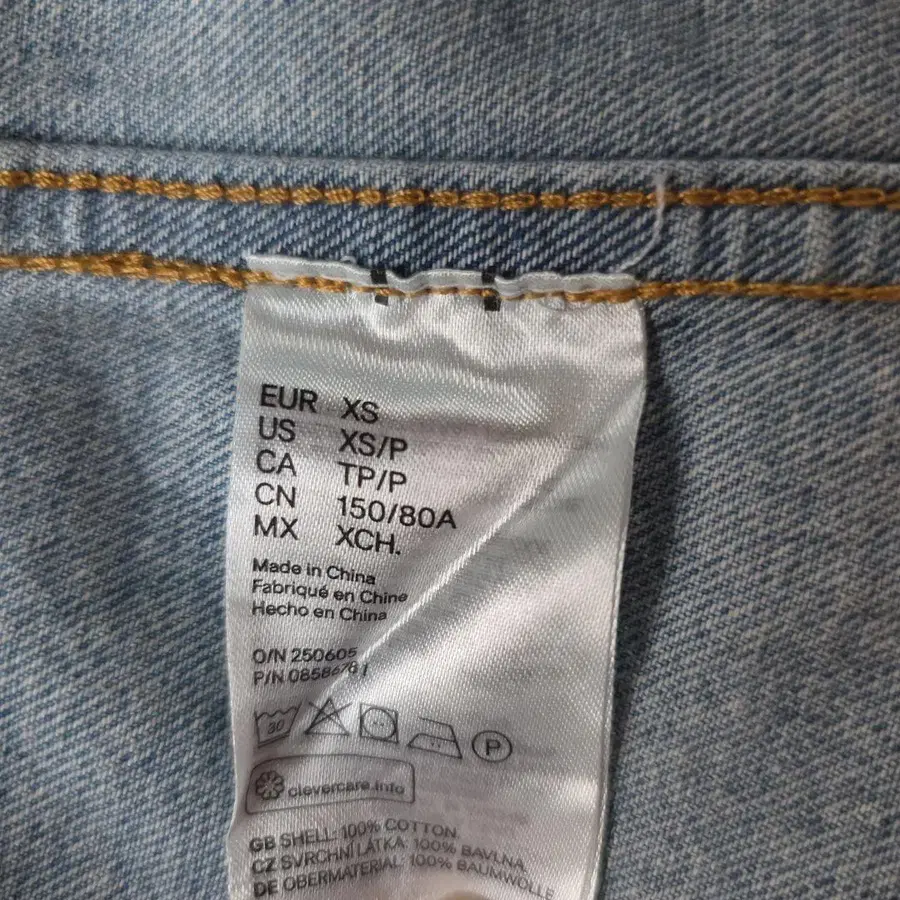 EUR XS
US XS/P
CA TP/P
CN 150/80A
MX XCH.
Made in China
Fabriqué en Chine
Hecho en China
O/N 250605
P/N
30
P
clevercare.info
GB SHELL: 100% COTTON
CZ SVRCHNÍ LÁTKA: 100% BAVLNA
DE OBERMATERIAL: 100% BAUMWOLLE